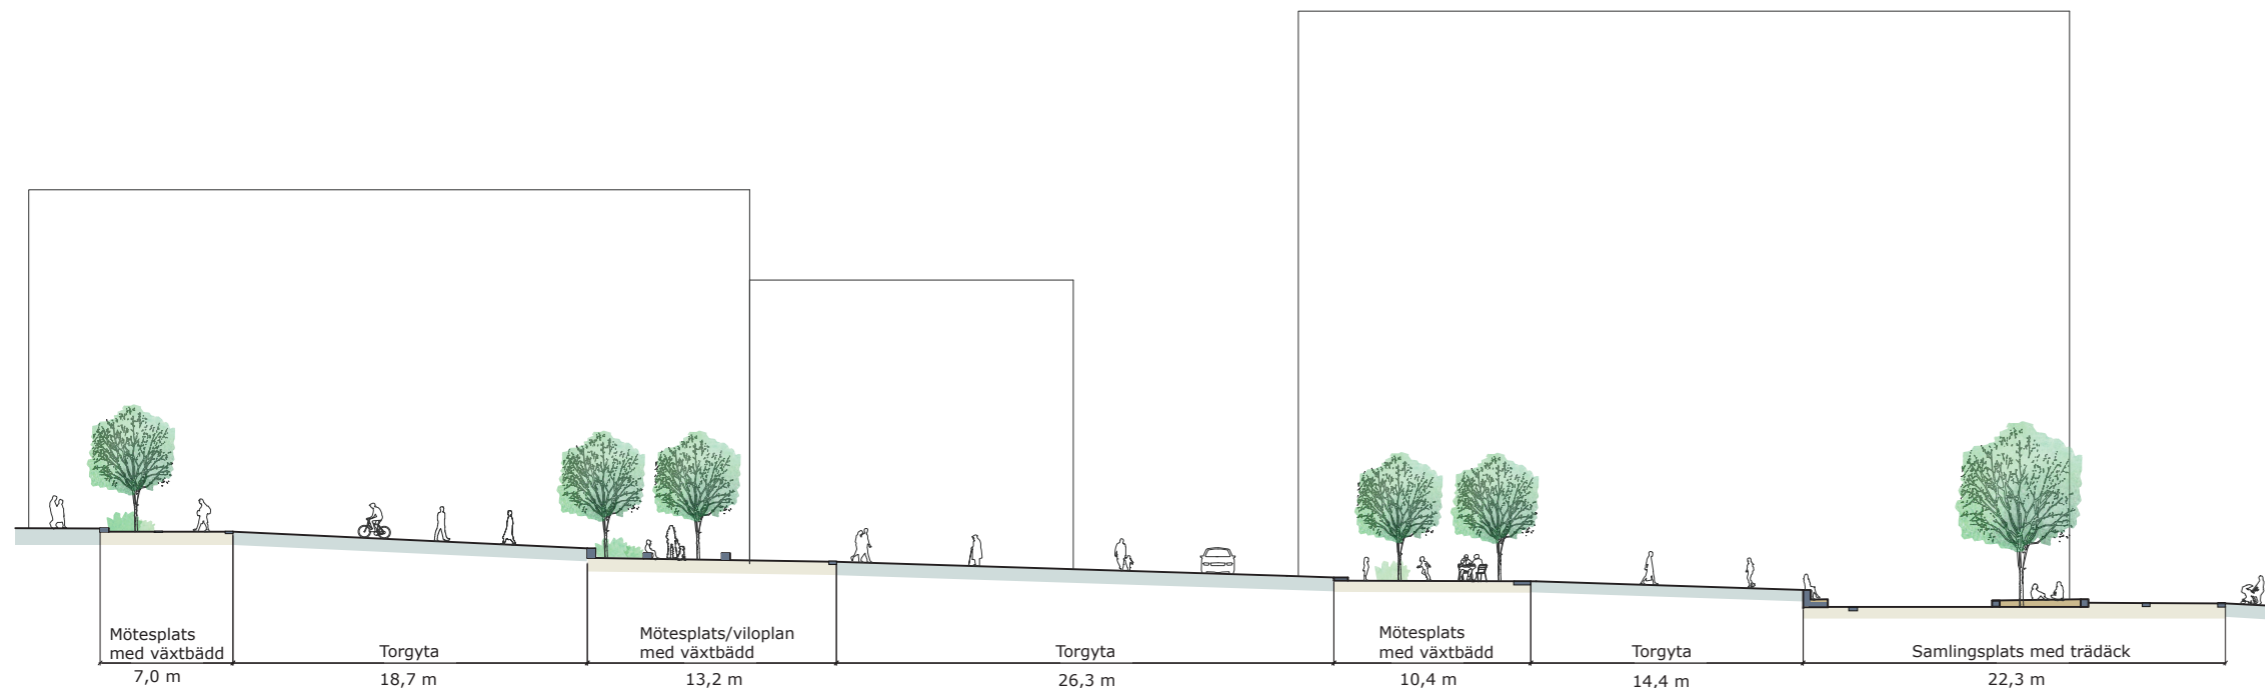 Mötesplats
med växtbädd
7,0 m
Torgyta
18,7 m
Mötesplats/viloplan
med växtbädd
13,2 m
Torgyta
26,3 m
Mötesplats
med växtbädd
10,4 m
Torgyta
14,4 m
Samlingsplats med trädäck
22,3 m